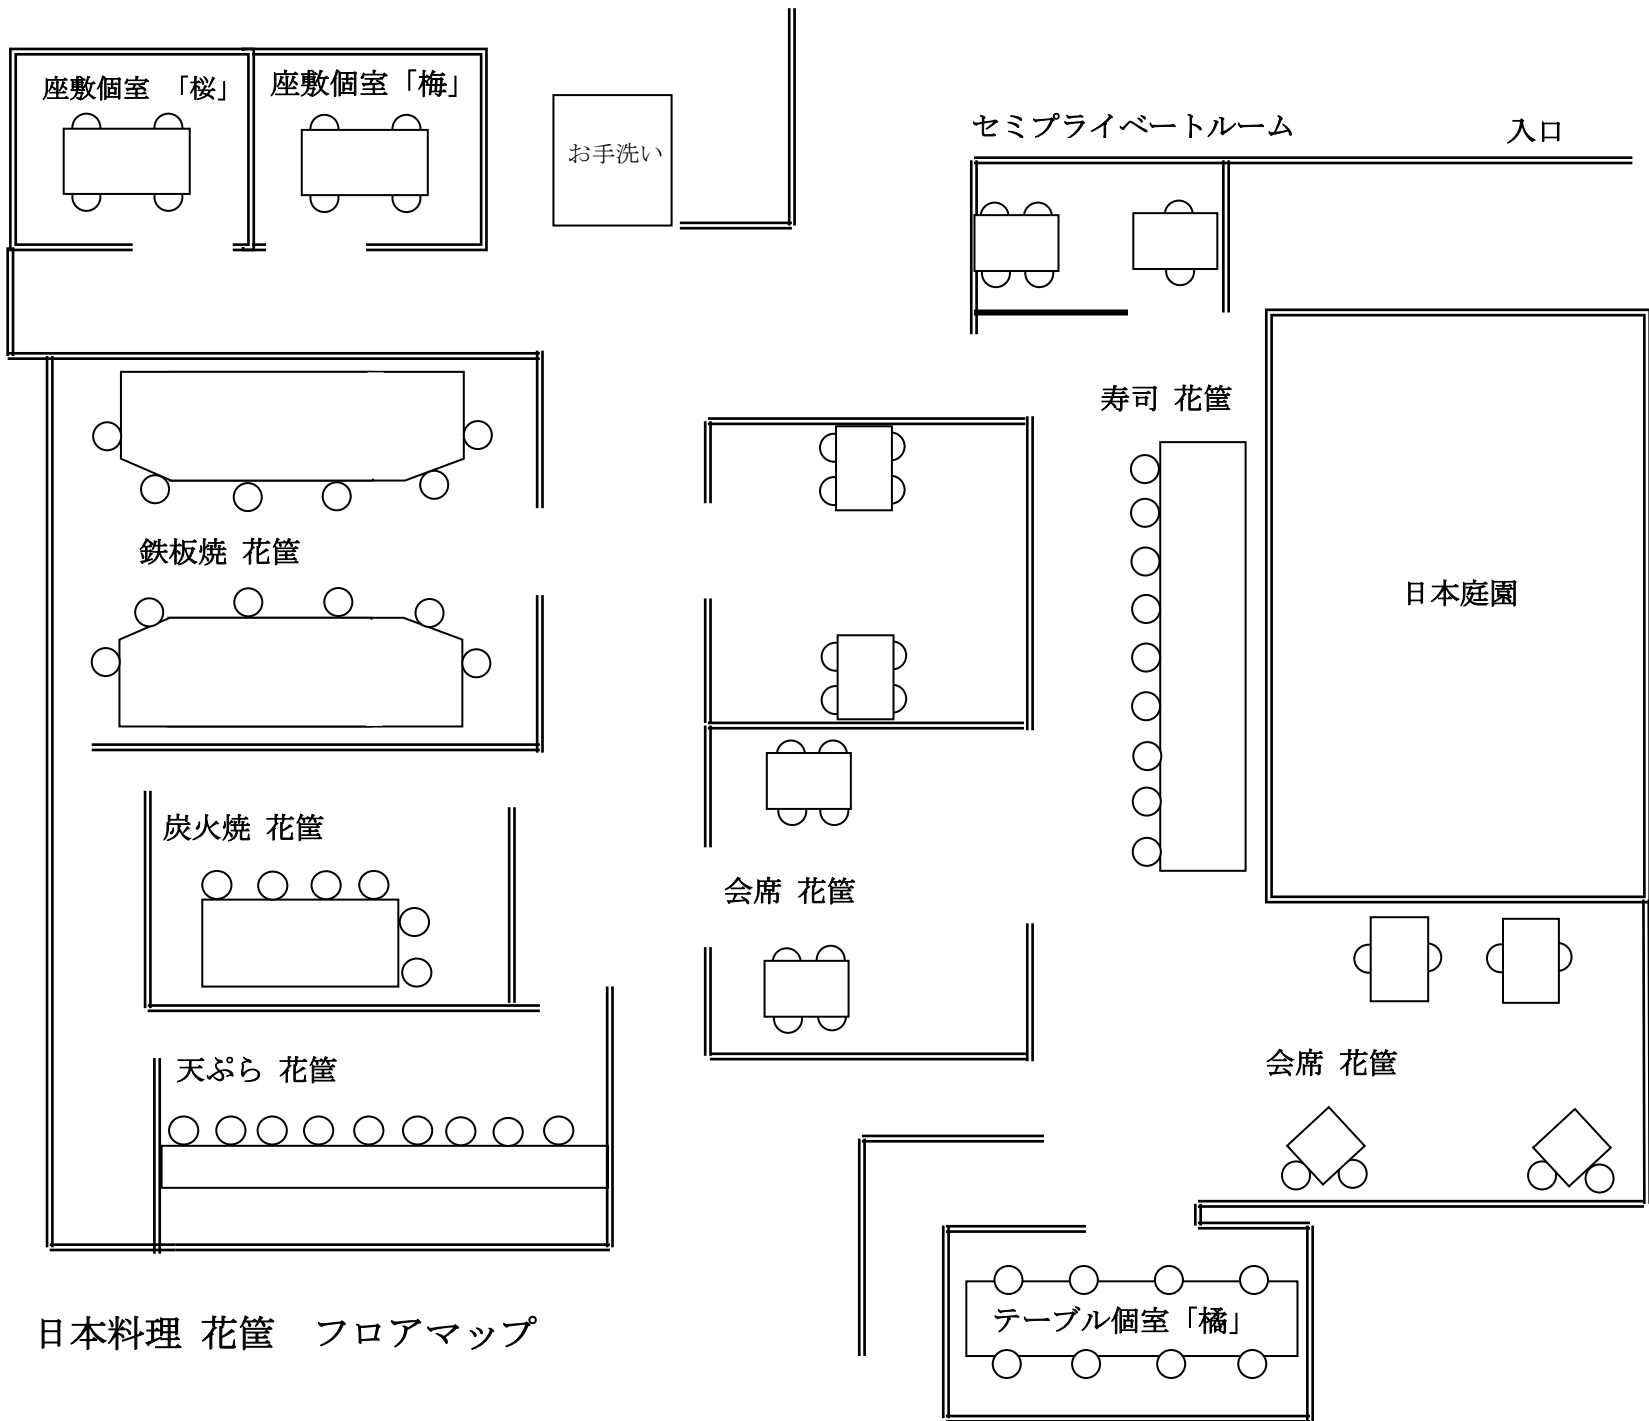 座敷個室 「桜」
座敷個室「梅」
お手洗い
セミプライベートルーム
入口
寿司 花筐
鉄板焼 花筐
日本庭園
炭火焼 花筐
会席 花筐
天ぷら 花筐
会席 花筐
テーブル個室「橘」
日本料理 花筐 フロアマップ